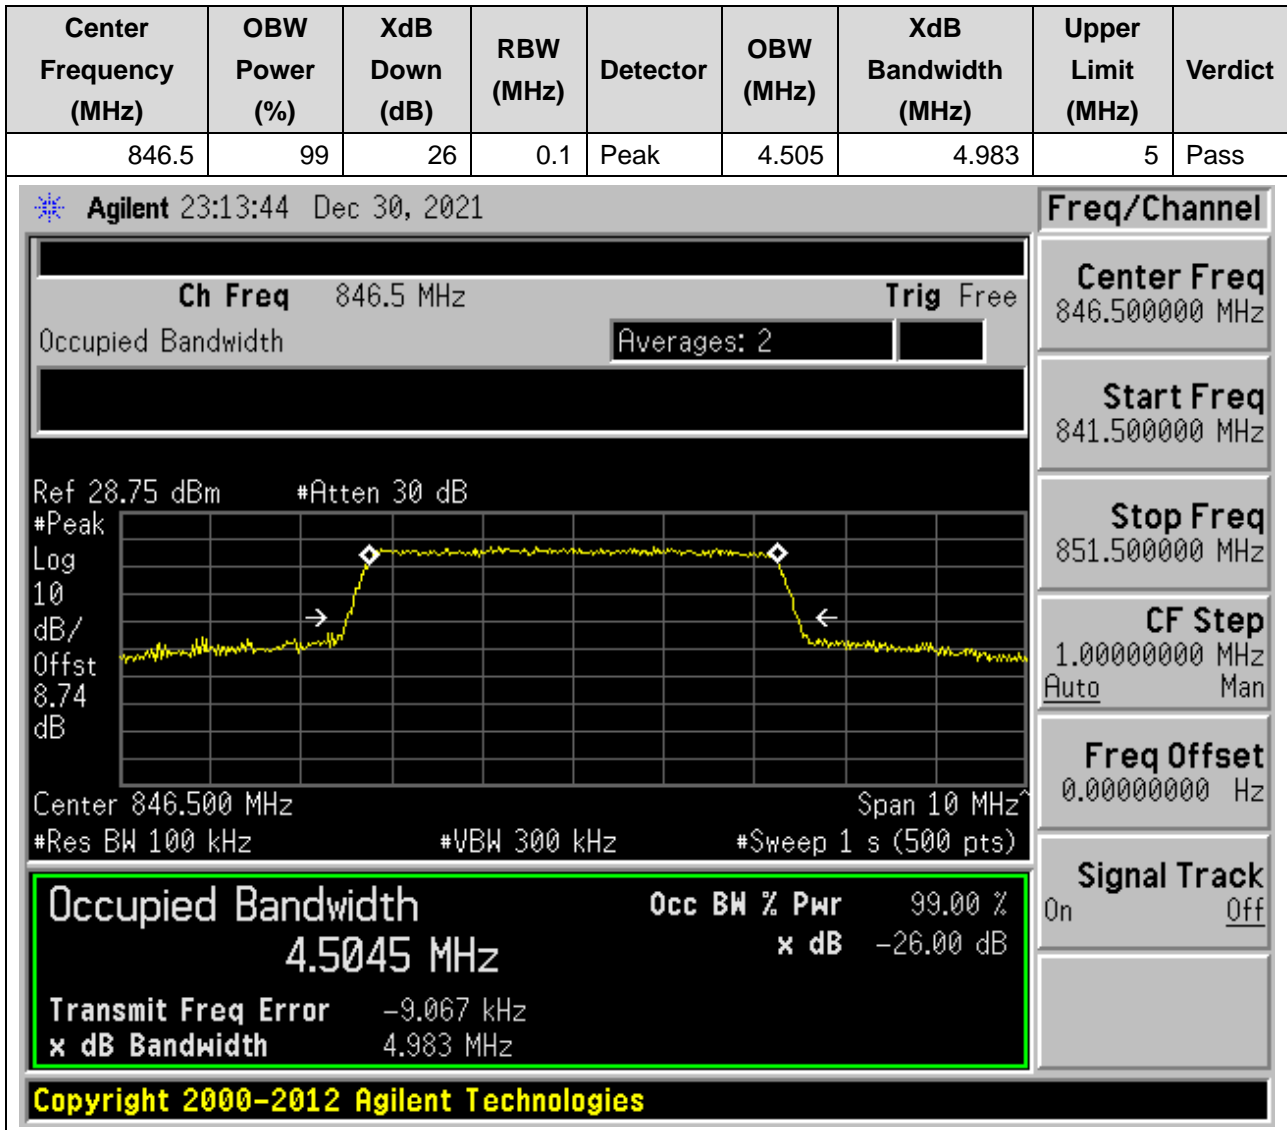 Center Frequency (MHz) OBW Power (%) XdB Down (dB) RBW (MHz) Detector OBW (MHz) XdB Bandwidth (MHz) Upper Limit (MHz) Verdict
846.5 99 26 0.1 Peak 4.505 4.983 5 Pass
Agilent 23:13:44 Dec 30, 2021
Freq/Channel
Ch Freq 846.5 MHz Trig Free
Occupied Bandwidth Averages: 2
Center Freq
846.500000 MHz
Start Freq
841.500000 MHz
Stop Freq
851.500000 MHz
CF Step
1.00000000 MHz
Auto Man
Freq Offset
0.00000000 Hz
Signal Track
On Off
Ref 28.75 dBm #Atten 30 dB
#Peak
Log
10
dB/
Offst
8.74
dB
Center 846.500 MHz Span 10 MHz^
#Res BW 100 kHz #VBW 300 kHz #Sweep 1 s (500 pts)
Occupied Bandwidth Occ BW % Pwr 99.00 %
4.5045 MHz x dB -26.00 dB
Transmit Freq Error -9.067 kHz
x dB Bandwidth 4.983 MHz
Copyright 2000-2012 Agilent Technologies